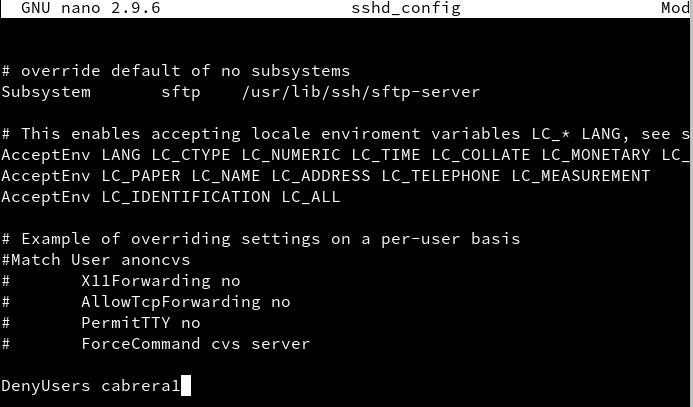 GNU nano 2.9.6 sshd_config Mod
# override default of no subsystems
Subsystem sftp /usr/lib/ssh/sftp-server
# This enables accepting locale enviroment variables LC_* LANG, see s
AcceptEnv LANG LC_CTYPE LC_NUMERIC LC_TIME LC_COLLATE LC_MONETARY LC_
AcceptEnv LC_PAPER LC_NAME LC_ADDRESS LC_TELEPHONE LC_MEASUREMENT
AcceptEnv LC_IDENTIFICATION LC_ALL
# Example of overriding settings on a per-user basis
#Match User anoncvs
# X11Forwarding no
# AllowTcpForwarding no
# PermitTTY no
# ForceCommand cvs server
DenyUsers cabrera1